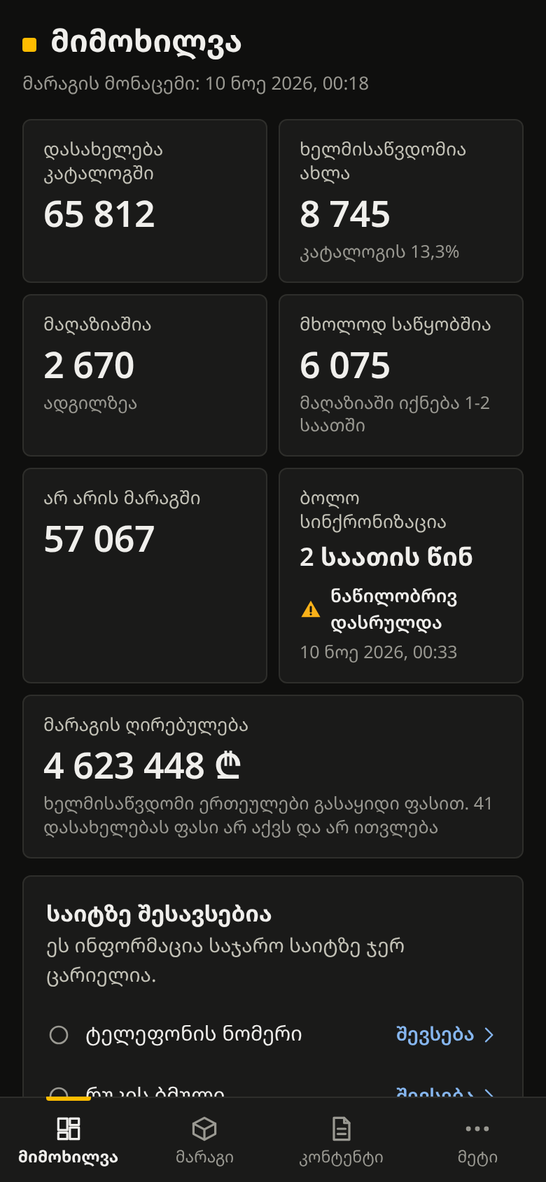 მიმოხილვა
მარაგის მონაცემი: 10 ნოე 2026, 00:18
დასახელება
კატალოგში
65 812
ხელმისაწვდომია
ახლა
8 745
კატალოგის 13,3%
მაღაზიაშია
2 670
ადგილზეა
მხოლოდ საწყობშია
6 075
მაღაზიაში იქნება 1-2
საათში
არ არის მარაგში
57 067
ბოლო
სინქრონიზაცია
2 საათის წინ
ნაწილობრივ
დასრულდა
10 ნოე 2026, 00:33
მარაგის ღირებულება
4 623 448 ₾
ხელმისაწვდომი ერთეულები გასაყიდი ფასით. 41
დასახელებას ფასი არ აქვს და არ ითვლება
საიტზე შესავსებია
ეს ინფორმაცია საჯარო საიტზე ჯერ
ცარიელია.
ტელეფონის ნომერი
შევსება
რუკის ბმული
შევსება
მიმოხილვა
მარაგი
კონტენტი
მეტი